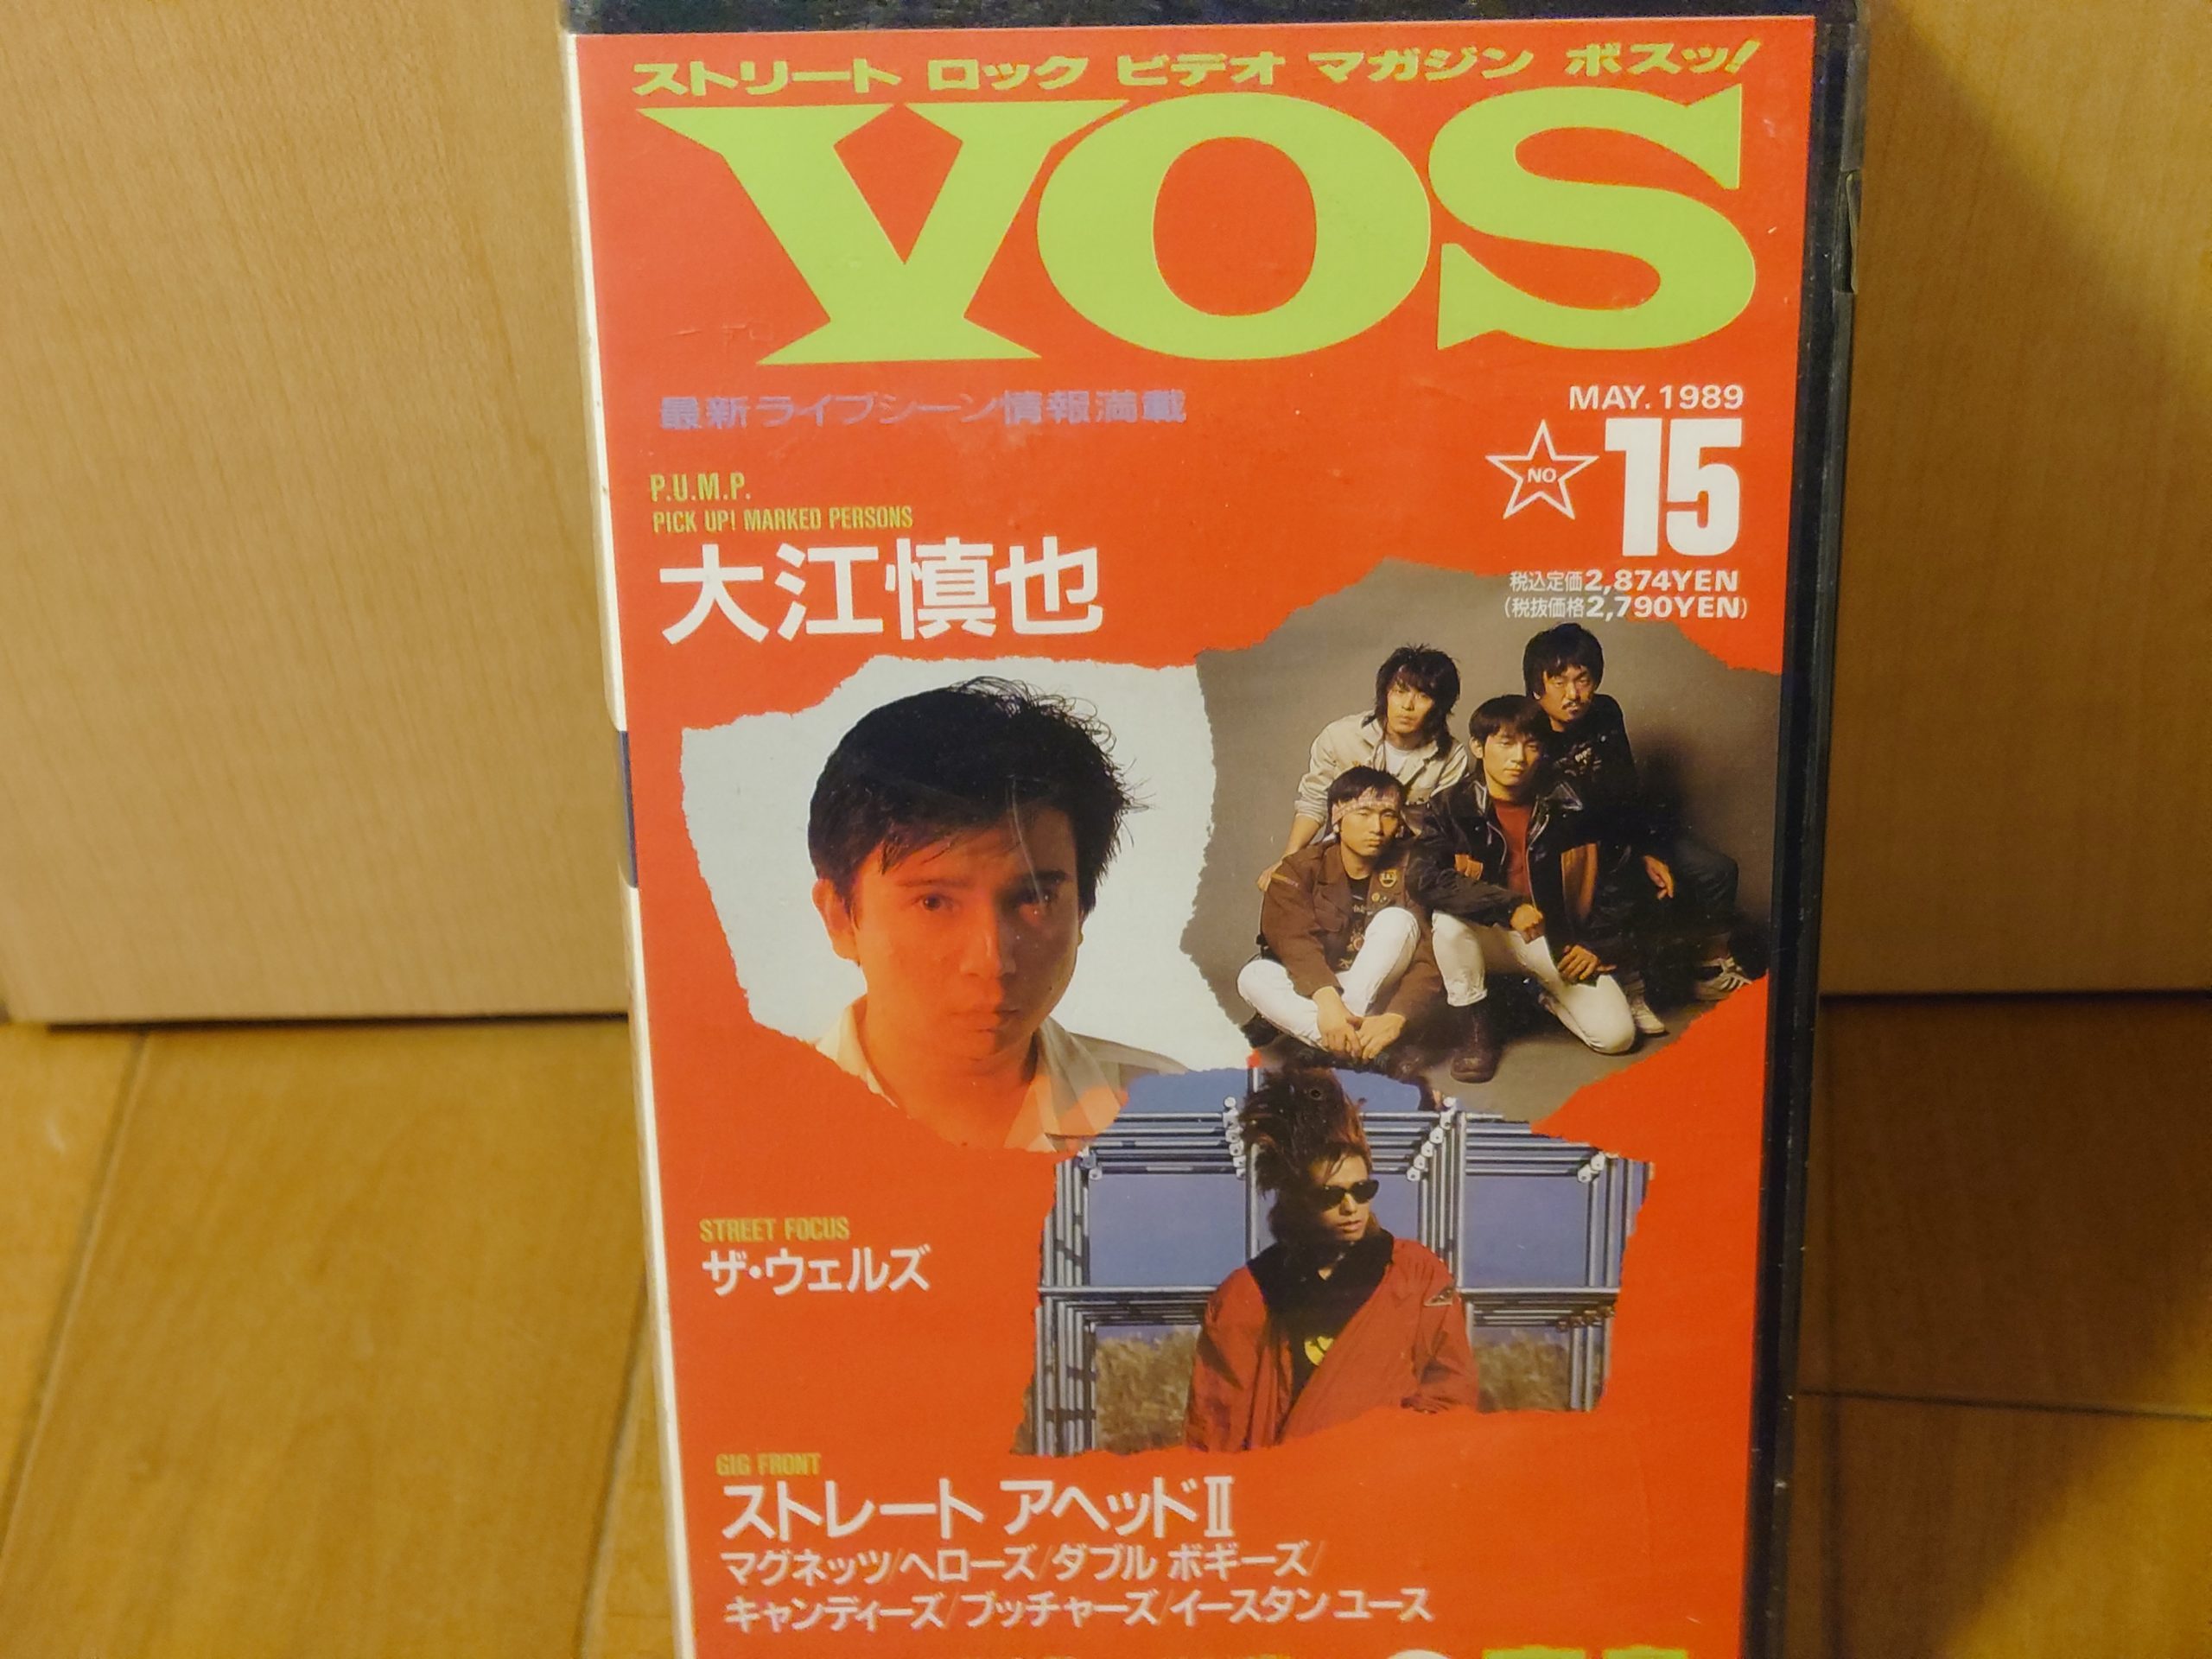 ストリート ロック ビデオ マガジン ボスッ!
VOS
最新ライブシーン情報満載
MAY. 1989
NO 15
P.U.M.P.
PICK UP! MARKED PERSONS
大江慎也
税込定価2,874YEN
(税抜価格2,790YEN)
STREET FOCUS
ザ・ウェルズ
GIG FRONT
ストレート アヘッドII
マグネッツ/ヘローズ/ダブル ボギーズ/
キャンディーズ/ブッチャーズ/イースタン ユース